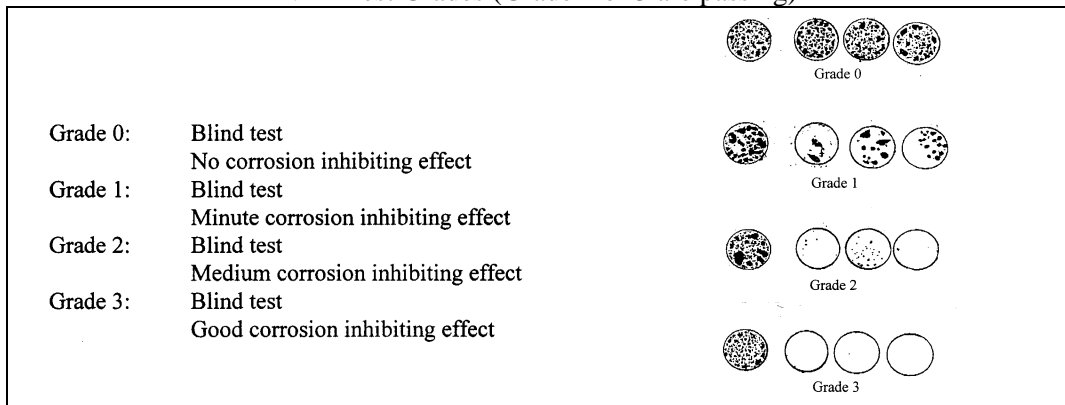 Grade 0
Grade 0: Blind test
No corrosion inhibiting effect
Grade 1: Blind test
Minute corrosion inhibiting effect
Grade 1
Grade 2: Blind test
Medium corrosion inhibiting effect
Grade 2
Grade 3: Blind test
Good corrosion inhibiting effect
Grade 3